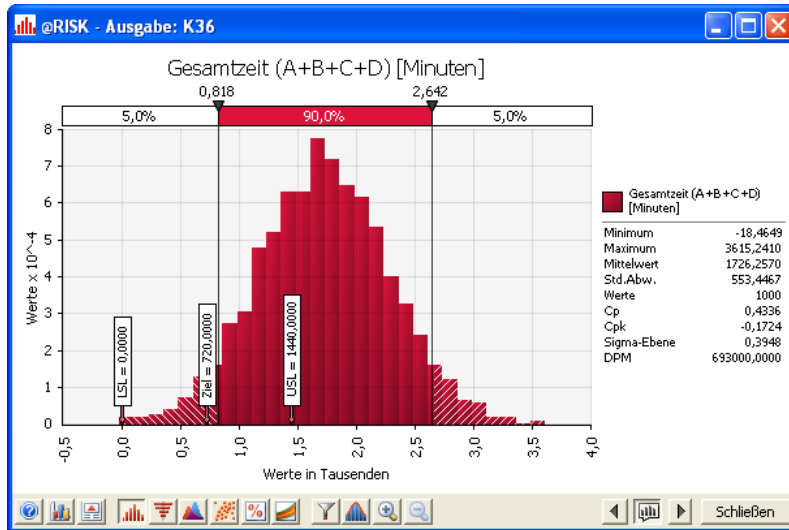 @RISK - Ausgabe: K36
Gesamtzeit (A+B+C+D) [Minuten]
0,818 2,642
5,0% 90,0% 5,0%
8
7
6
5
4
3
2
1
0
Werte x 10^-4
LSL = 0,0000
Ziel = 720,0000
USL = 1440,0000
-0,5 0,0 0,5 1,0 1,5 2,0 2,5 3,0 3,5 4,0
Werte in Tausenden
Gesamtzeit (A+B+C+D)
[Minuten]
Minimum -18,4649
Maximum 3615,2410
Mittelwert 1726,2570
Std.Abw. 553,4467
Werte 1000
Cp 0,4336
Cpk -0,1724
Sigma-Ebene 0,3948
DPM 693000,0000
Schließen